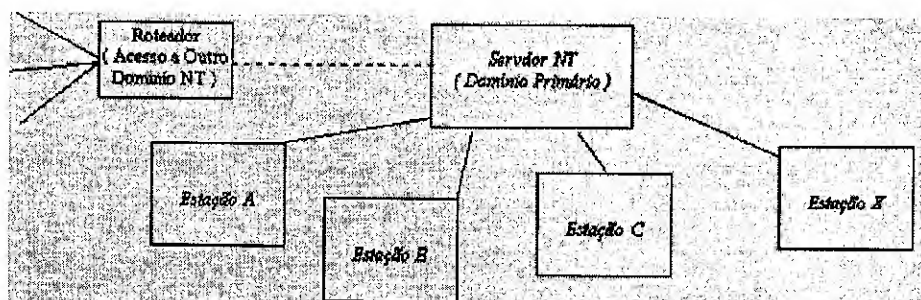 Roteador
( Acesso a Outro
Domínio NT )
Servdor NT
( Domínio Primário )
Estação A
Estação B
Estação C
Estação X